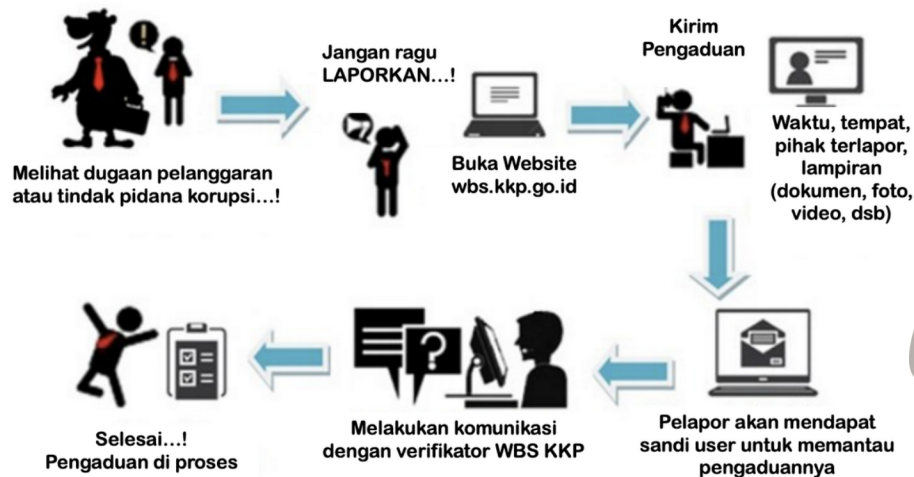 Melihat dugaan pelanggaran
atau tindak pidana korupsi...!
Jangan ragu
LAPORKAN...!
Buka Website
wbs.kkp.go.id
Kirim
Pengaduan
Waktu, tempat,
pihak terlapor,
lampiran
(dokumen, foto,
video, dsb)
Pelapor akan mendapat
sandi user untuk memantau
pengaduannya
Melakukan komunikasi
dengan verifikator WBS KKP
Selesai...!
Pengaduan di proses